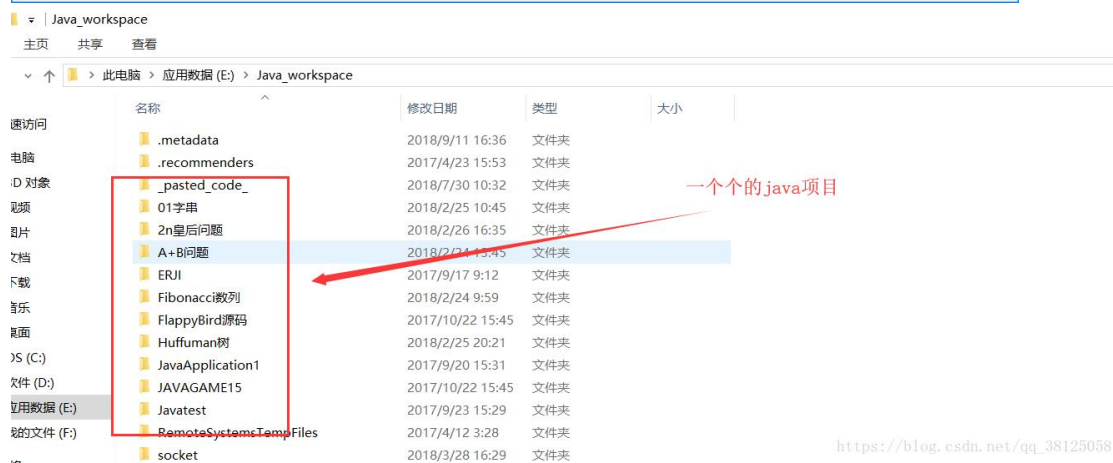 Java_workspace
主页 共享 查看
此电脑 > 应用数据 (E:) > Java_workspace
名称 修改日期 类型 大小
速访问
.metadata 2018/9/11 16:36 文件夹
电脑 .recommenders 2017/4/23 15:53 文件夹
3D 对象 _pasted_code_ 2018/7/30 10:32 文件夹
一个个的java项目
视频 01字串 2018/2/25 10:45 文件夹
图片 2n皇后问题 2018/2/26 16:35 文件夹
文档 A+B问题 2018/2/24 15:45 文件夹
下载 ERJI 2017/9/17 9:12 文件夹
音乐 Fibonacci数列 2018/2/24 9:59 文件夹
桌面 FlappyBird源码 2017/10/22 15:45 文件夹
OS (C:) Huffuman树 2018/2/25 20:21 文件夹
JavaApplication1 2017/9/20 15:31 文件夹
软件 (D:) JAVAGAME15 2017/10/22 15:45 文件夹
应用数据 (E:) Javatest 2017/9/23 15:29 文件夹
我的文件 (F:) RemoteSystemsTempFiles 2017/4/12 3:28 文件夹
socket 2018/3/28 16:29 文件夹
https://blog.csdn.net/qq_38125058